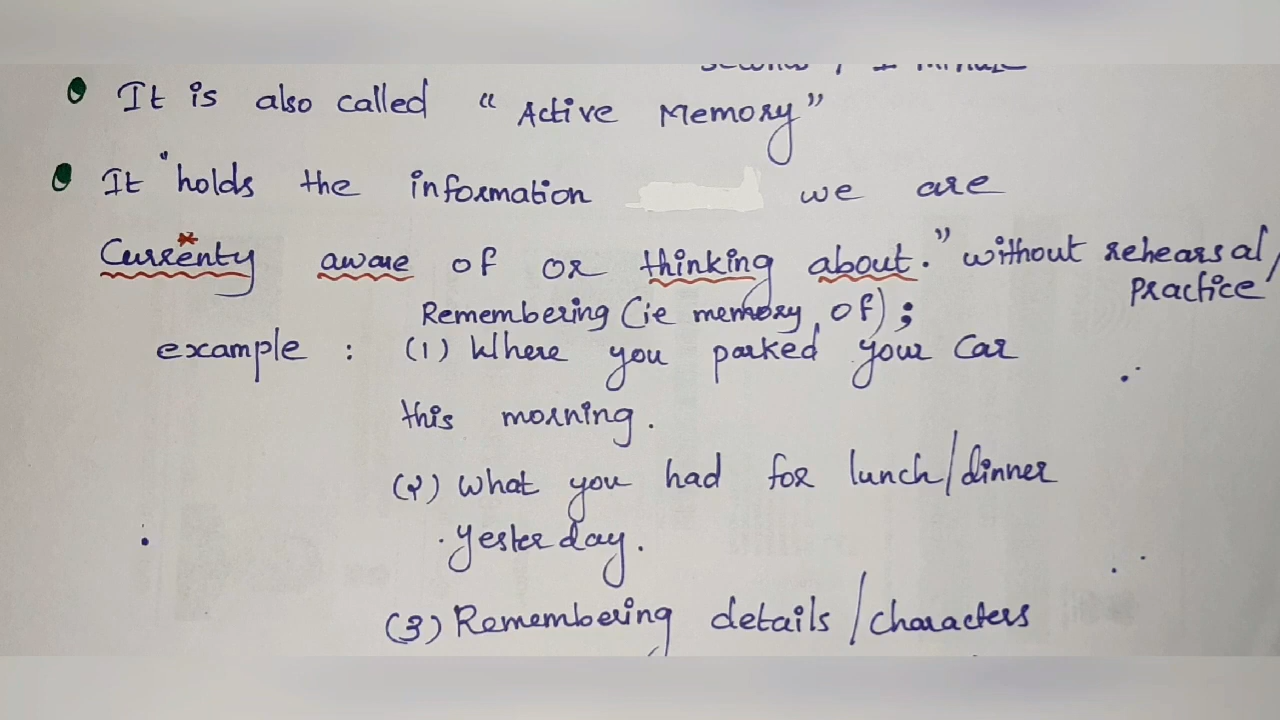 It is also called " Active Memory "
It "holds the information we are
Currenty aware of or thinking about." without rehearsal/
practice
Remembering (ie memory of) ;
example : (1) Where you parked your Car
this morning.
(2) What you had for lunch/dinner
yesterday.
(3) Remembering details/characters